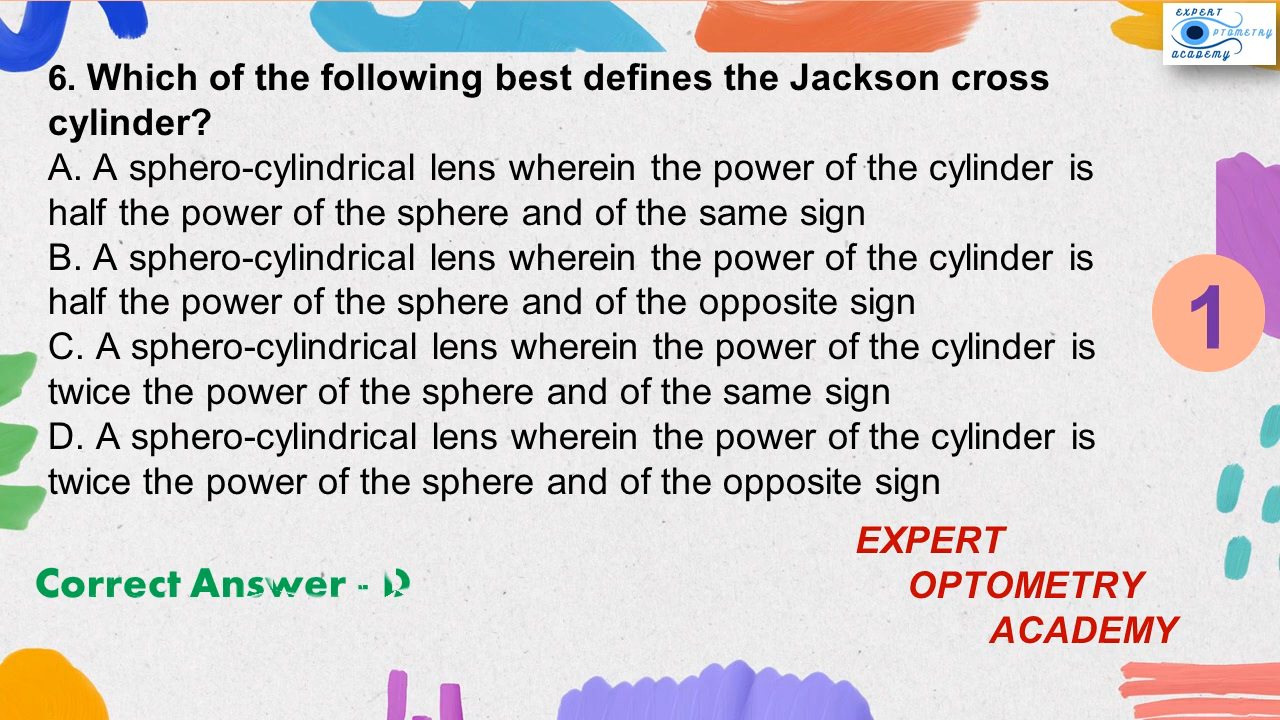 EXPERT
OPTOMETRY
academy
6. Which of the following best defines the Jackson cross
cylinder?
A. A sphero-cylindrical lens wherein the power of the cylinder is
half the power of the sphere and of the same sign
B. A sphero-cylindrical lens wherein the power of the cylinder is
half the power of the sphere and of the opposite sign
C. A sphero-cylindrical lens wherein the power of the cylinder is
twice the power of the sphere and of the same sign
D. A sphero-cylindrical lens wherein the power of the cylinder is
twice the power of the sphere and of the opposite sign
1
EXPERT
OPTOMETRY
ACADEMY
Correct Answer - D